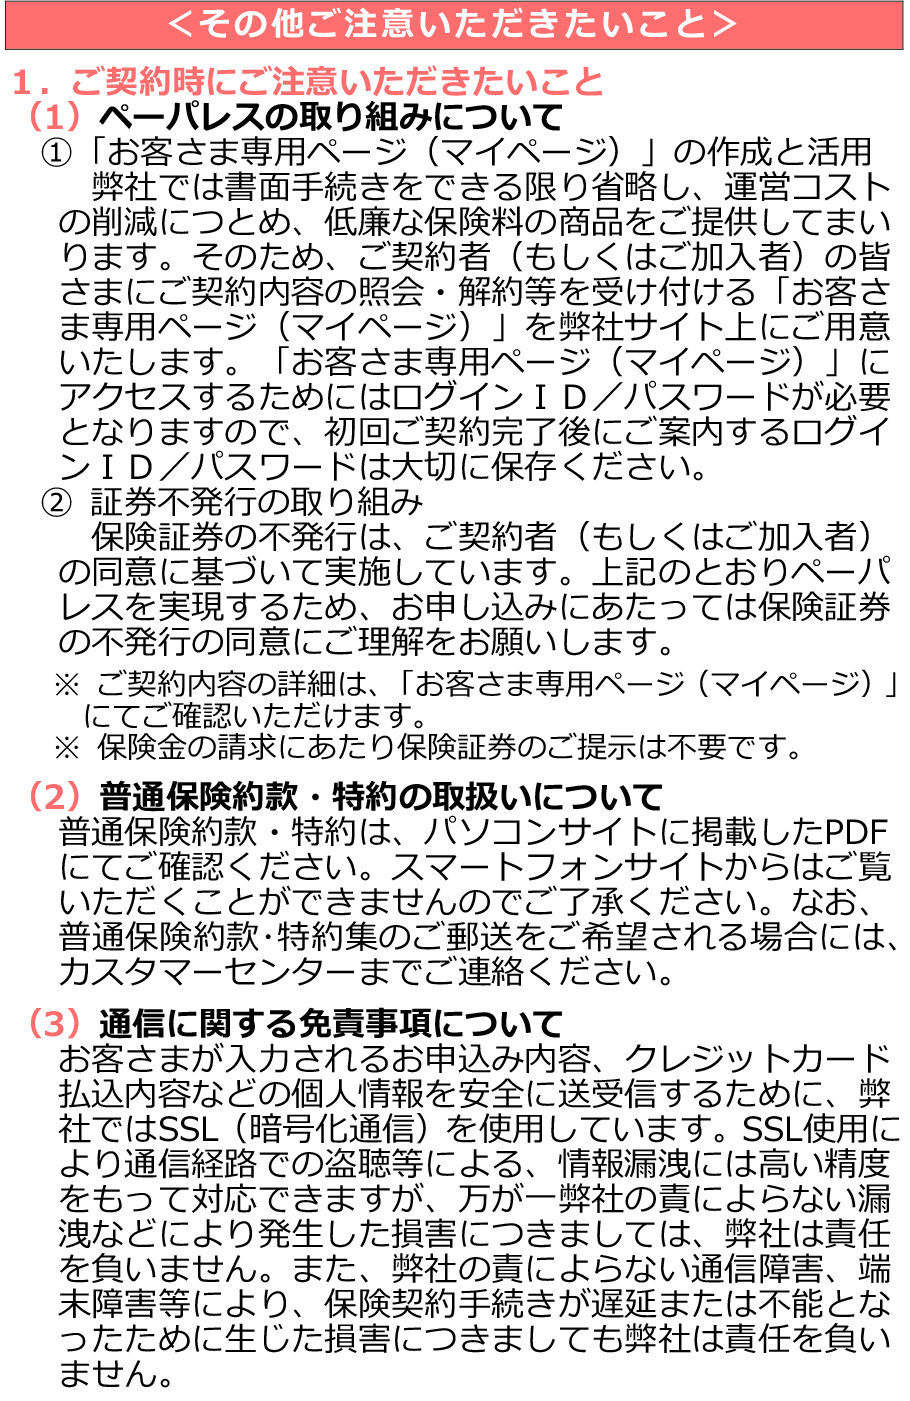 ＜その他ご注意いただきたいこと＞
１．ご契約時にご注意いただきたいこと
（1）ペーパレスの取り組みについて
①「お客さま専用ページ（マイページ）」の作成と活用
弊社では書面手続きをできる限り省略し、運営コスト
の削減につとめ、低廉な保険料の商品をご提供してまい
ります。そのため、ご契約者（もしくはご加入者）の皆
さまにご契約内容の照会・解約等を受け付ける「お客さ
ま専用ページ（マイページ）」を弊社サイト上にご用意
いたします。「お客さま専用ページ（マイページ）」に
アクセスするためにはログインＩＤ／パスワードが必要
となりますので、初回ご契約完了後にご案内するログイ
ンＩＤ／パスワードは大切に保存ください。
② 証券不発行の取り組み
保険証券の不発行は、ご契約者（もしくはご加入者）
の同意に基づいて実施しています。上記のとおりペーパ
レスを実現するため、お申し込みにあたっては保険証券
の不発行の同意にご理解をお願いします。
※ ご契約内容の詳細は、「お客さま専用ページ（マイページ）」
にてご確認いただけます。
※ 保険金の請求にあたり保険証券のご提示は不要です。
（2）普通保険約款・特約の取扱いについて
普通保険約款・特約は、パソコンサイトに掲載したPDF
にてご確認ください。スマートフォンサイトからはご覧
いただくことができませんのでご了承ください。なお、
普通保険約款･特約集のご郵送をご希望される場合には、
カスタマーセンターまでご連絡ください。
（3）通信に関する免責事項について
お客さまが入力されるお申込み内容、クレジットカード
払込内容などの個人情報を安全に送受信するために、弊
社ではSSL（暗号化通信）を使用しています。SSL使用に
より通信経路での盗聴等による、情報漏洩には高い精度
をもって対応できますが、万が一弊社の責によらない漏
洩などにより発生した損害につきましては、弊社は責任
を負いません。また、弊社の責によらない通信障害、端
末障害等により、保険契約手続きが遅延または不能とな
ったために生じた損害につきましても弊社は責任を負い
ません。